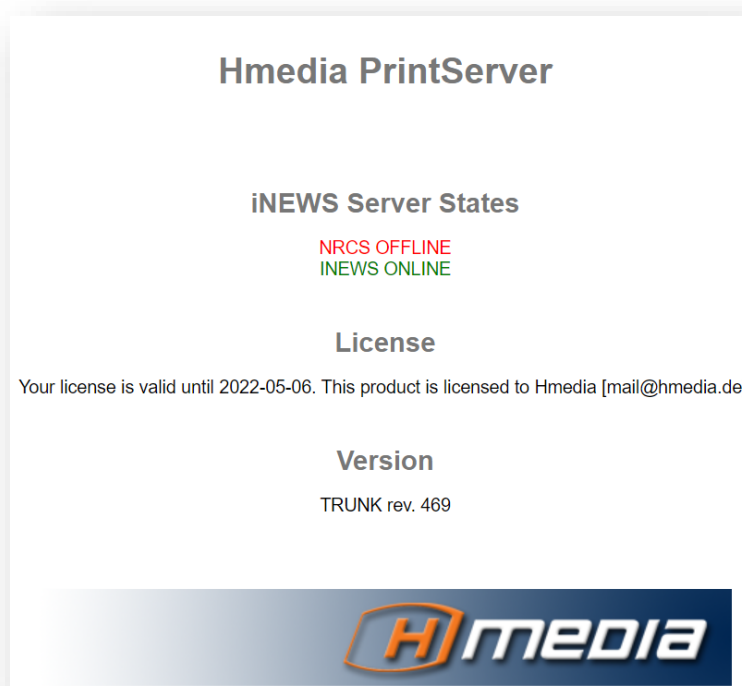 Hmedia PrintServer
iNEWS Server States
NRCS OFFLINE
INEWS ONLINE
License
Your license is valid until 2022-05-06. This product is licensed to Hmedia [mail@hmedia.de
Version
TRUNK rev. 469
Hmedia